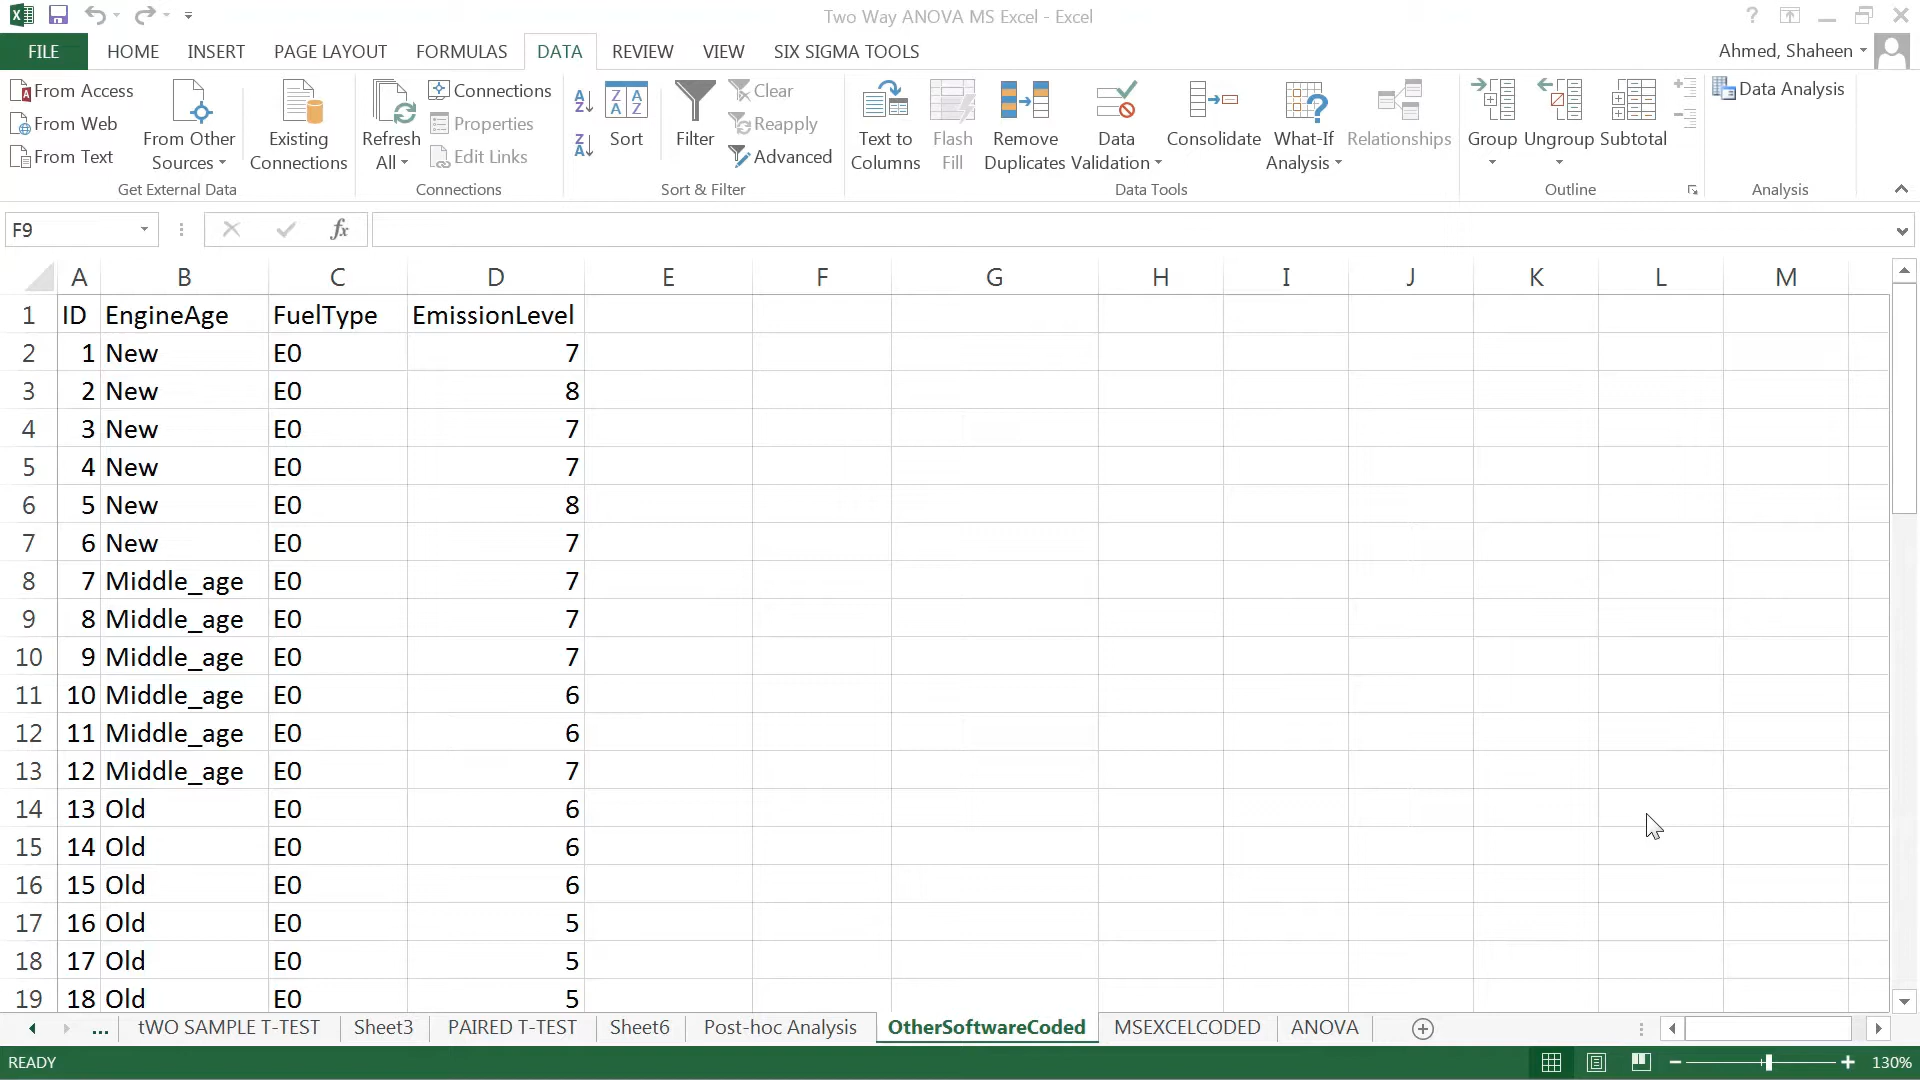 Two Way ANOVA MS Excel - Excel
?
FILE HOME INSERT PAGE LAYOUT FORMULAS DATA REVIEW VIEW SIX SIGMA TOOLS
Ahmed, Shaheen
From Access
From Web
From Text
From Other
Sources
Existing
Connections
Get External Data
Refresh
All
Connections
Properties
Edit Links
Connections
Sort
Filter
Clear
Reapply
Advanced
Sort & Filter
Text to
Columns
Flash
Fill
Remove
Duplicates
Data
Validation
Consolidate
What-If
Analysis
Relationships
Data Tools
Group
Ungroup
Subtotal
Outline
Data Analysis
Analysis
F9
fx
A B C D E F G H I J K L M
1 ID EngineAge FuelType EmissionLevel
2 1 New E0 7
3 2 New E0 8
4 3 New E0 7
5 4 New E0 7
6 5 New E0 8
7 6 New E0 7
8 7 Middle_age E0 7
9 8 Middle_age E0 7
10 9 Middle_age E0 7
11 10 Middle_age E0 6
12 11 Middle_age E0 6
13 12 Middle_age E0 7
14 13 Old E0 6
15 14 Old E0 6
16 15 Old E0 6
17 16 Old E0 5
18 17 Old E0 5
19 18 Old E0 5
... tWO SAMPLE T-TEST Sheet3 PAIRED T-TEST Sheet6 Post-hoc Analysis OtherSoftwareCoded MSEXCELCODED ANOVA
READY
130%